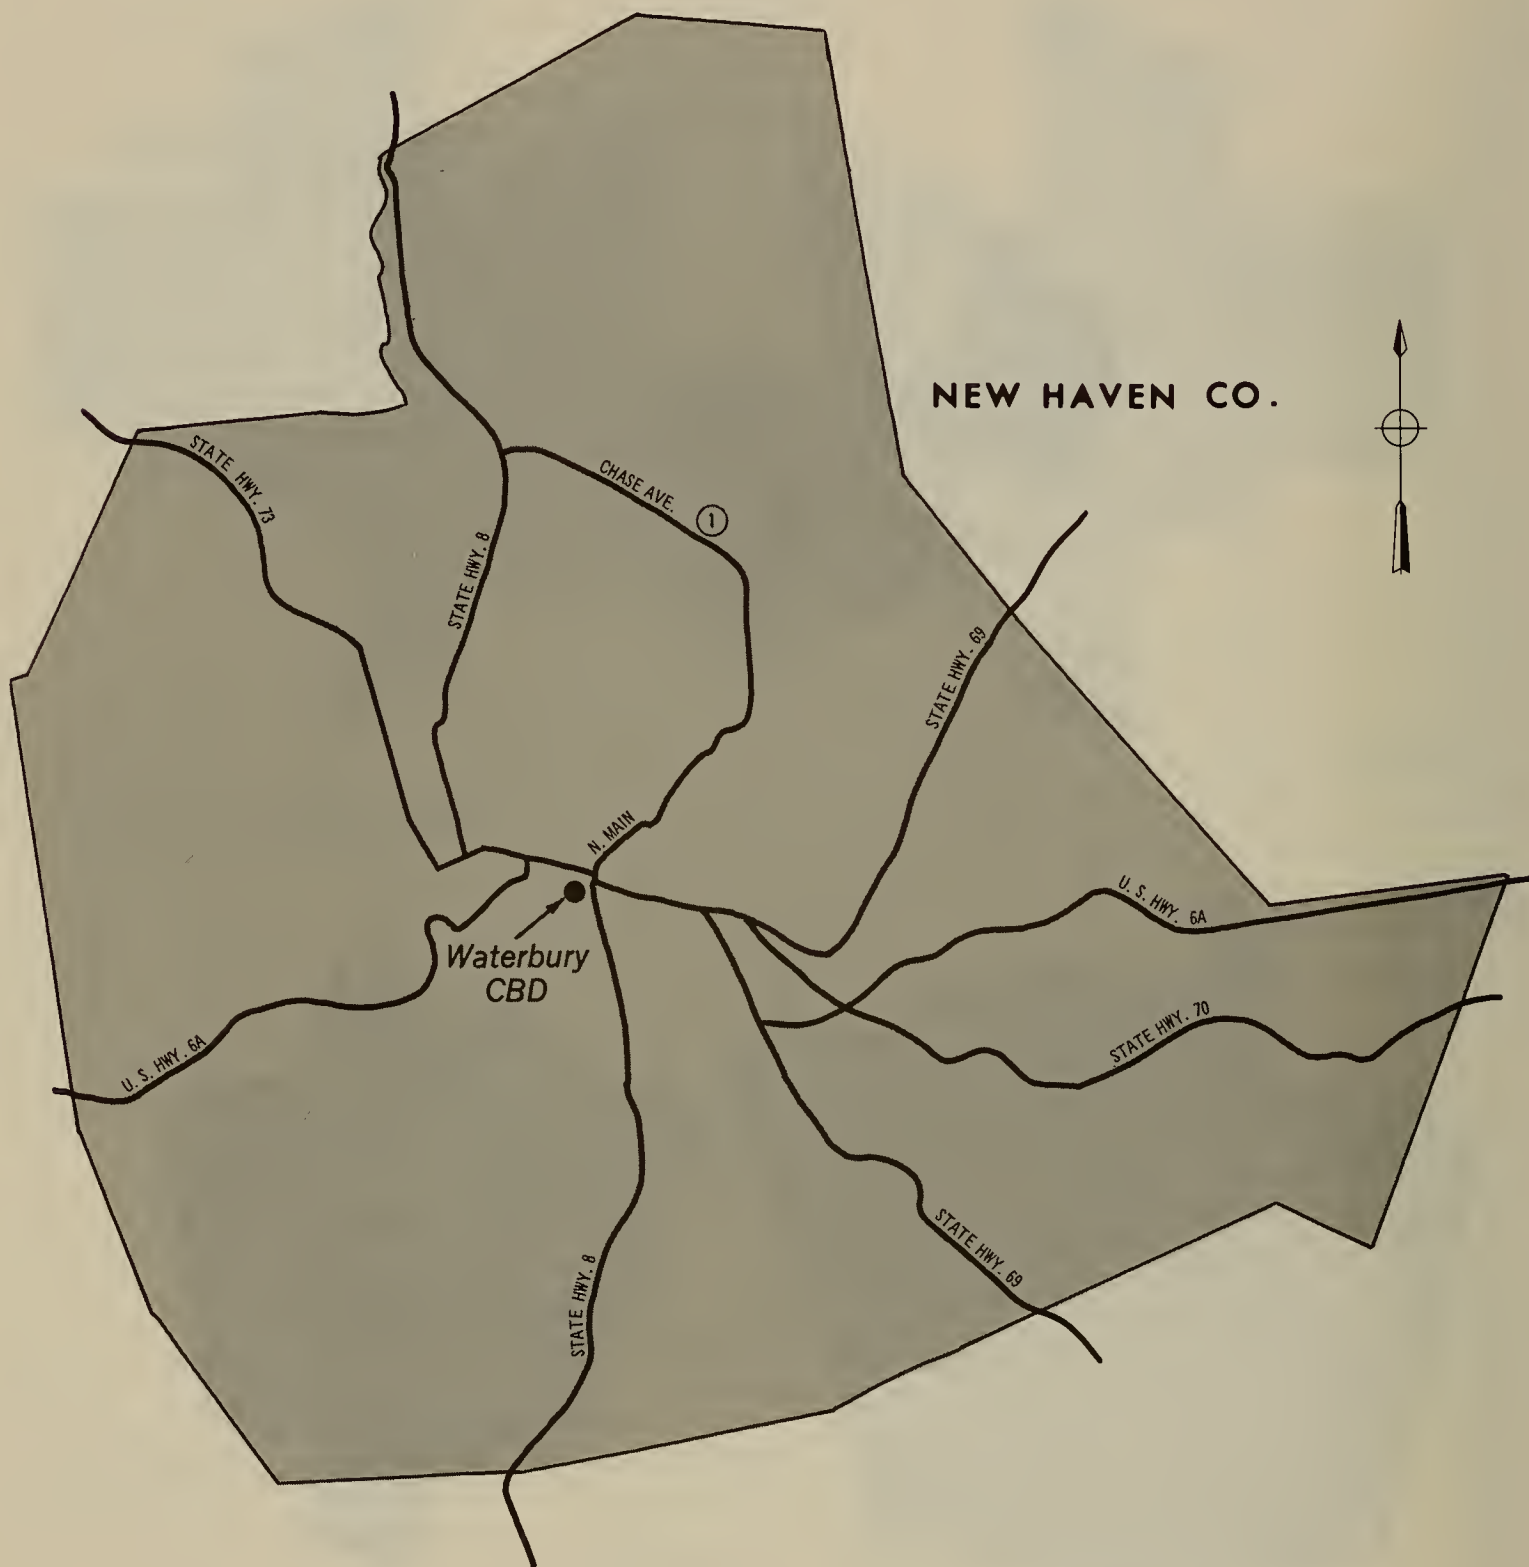 NEW HAVEN CO.
STATE HWY. 73
CHASE AVE.
1
STATE HWY. 8
STATE HWY. 69
N. MAIN
U. S. HWY. 6A
Waterbury
CBD
STATE HWY. 70
U. S. HWY. 6A
STATE HWY. 69
STATE HWY. 8